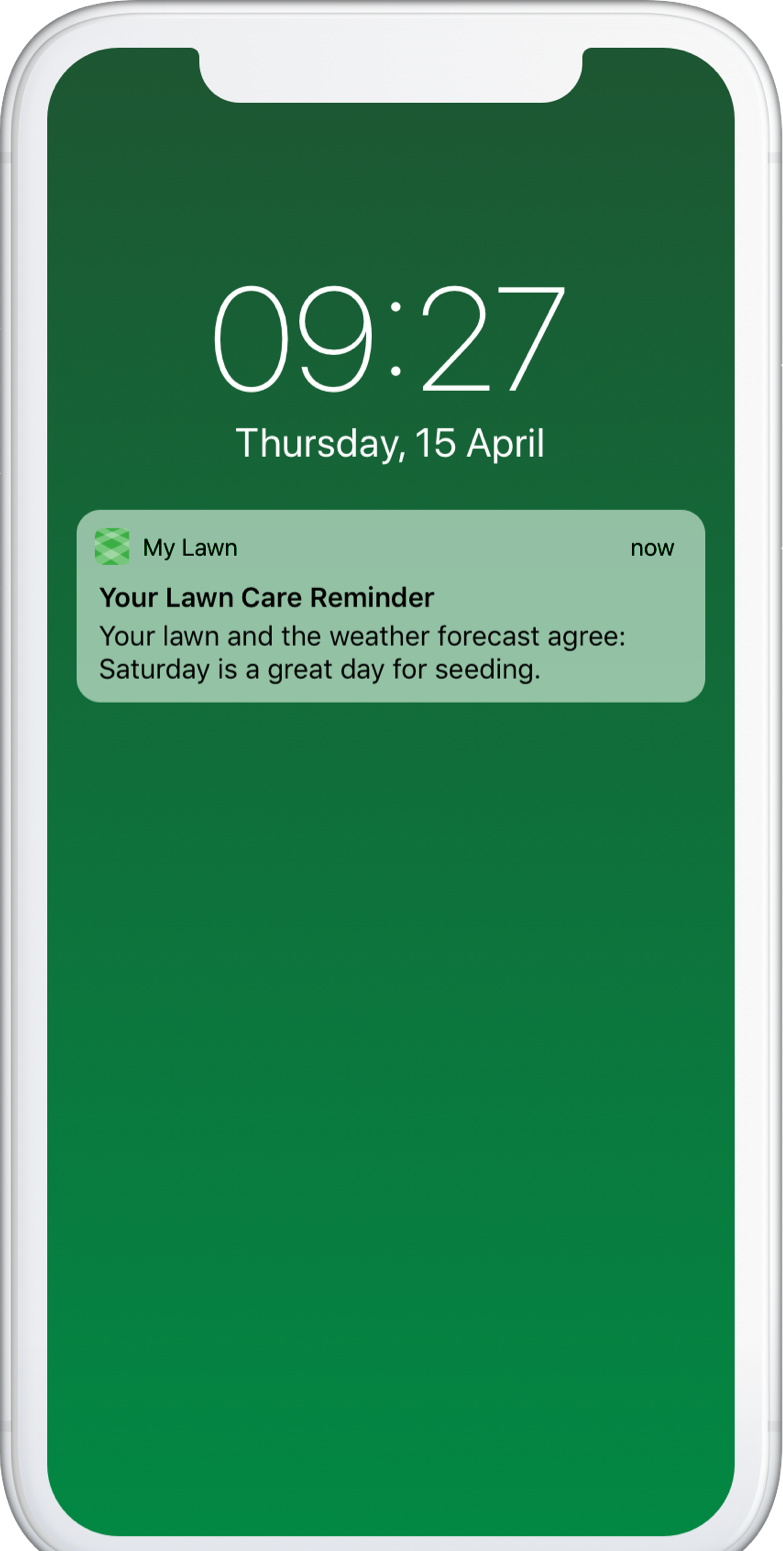 09:27
Thursday, 15 April
My Lawn now
Your Lawn Care Reminder
Your lawn and the weather forecast agree:
Saturday is a great day for seeding.